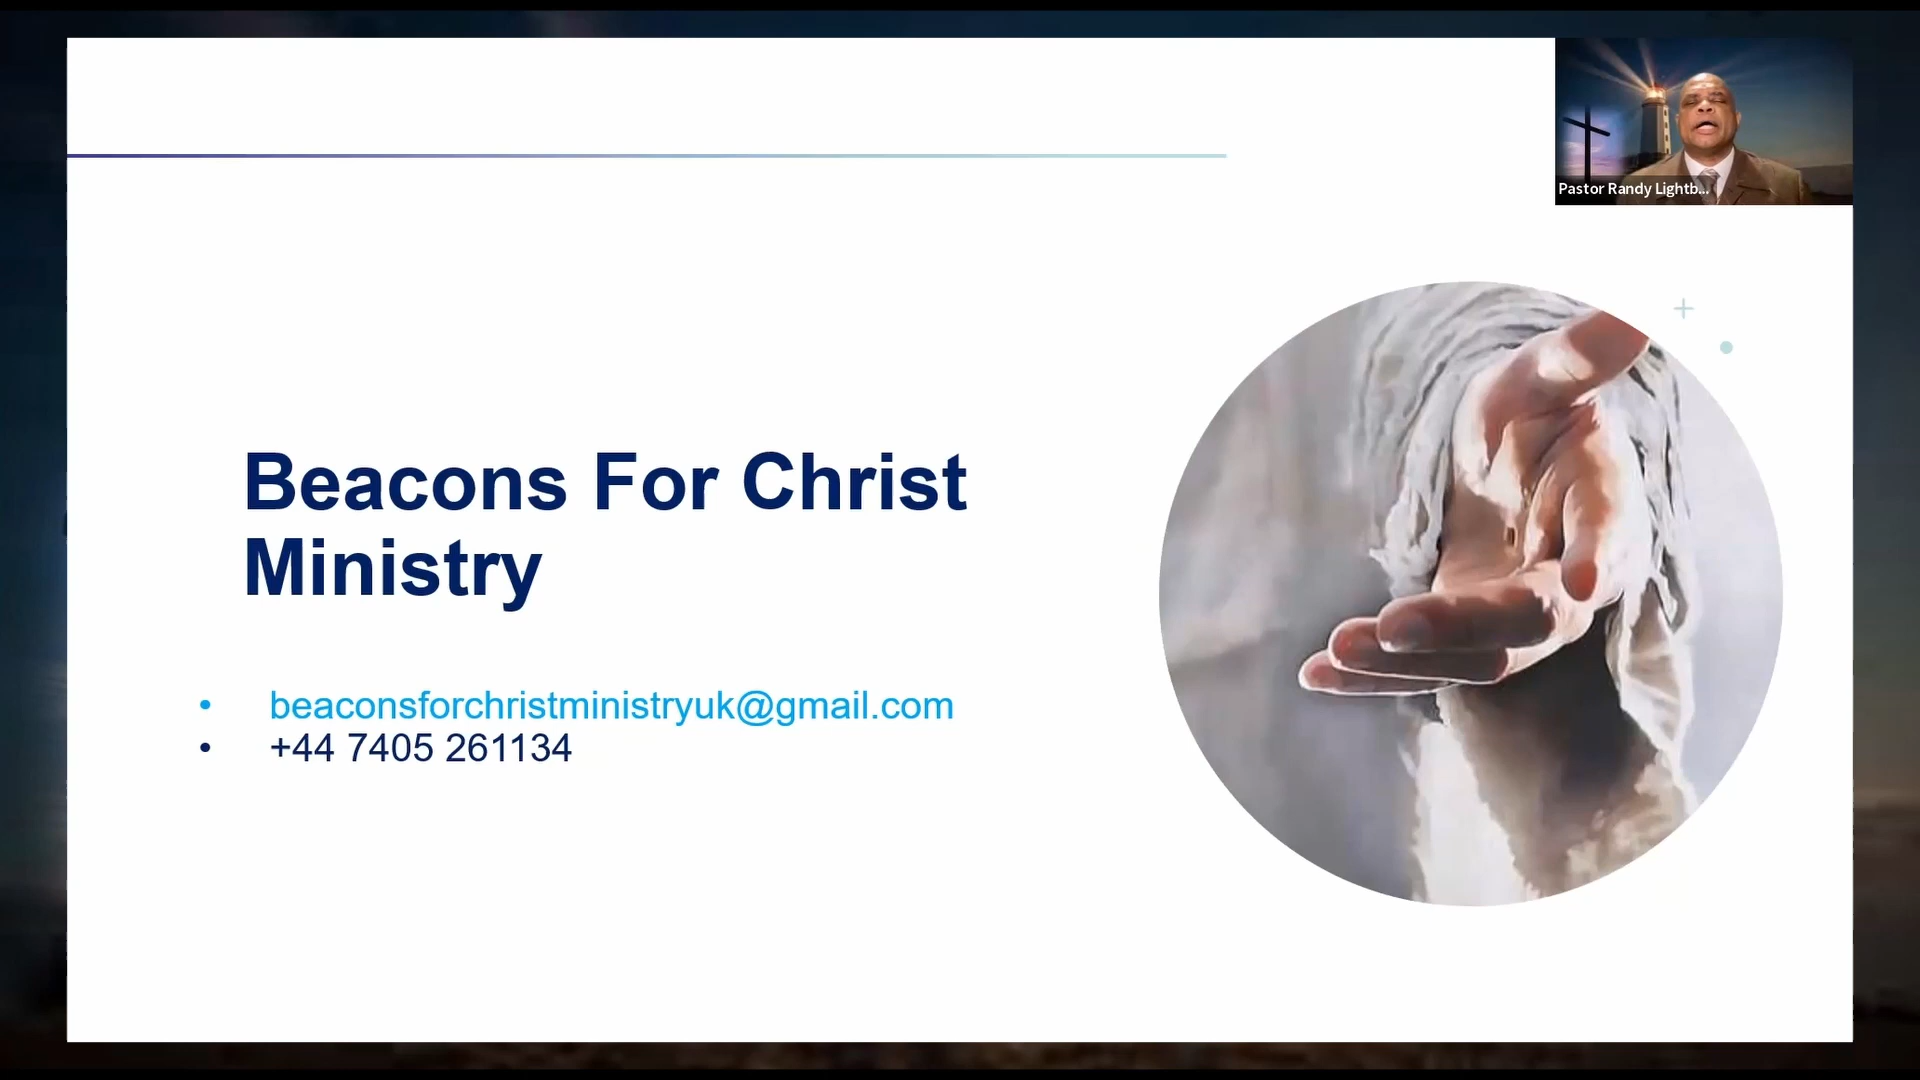 Pastor Randy Lightb...
Beacons For Christ
Ministry
• beaconsforchristministryuk@gmail.com
• +44 7405 261134